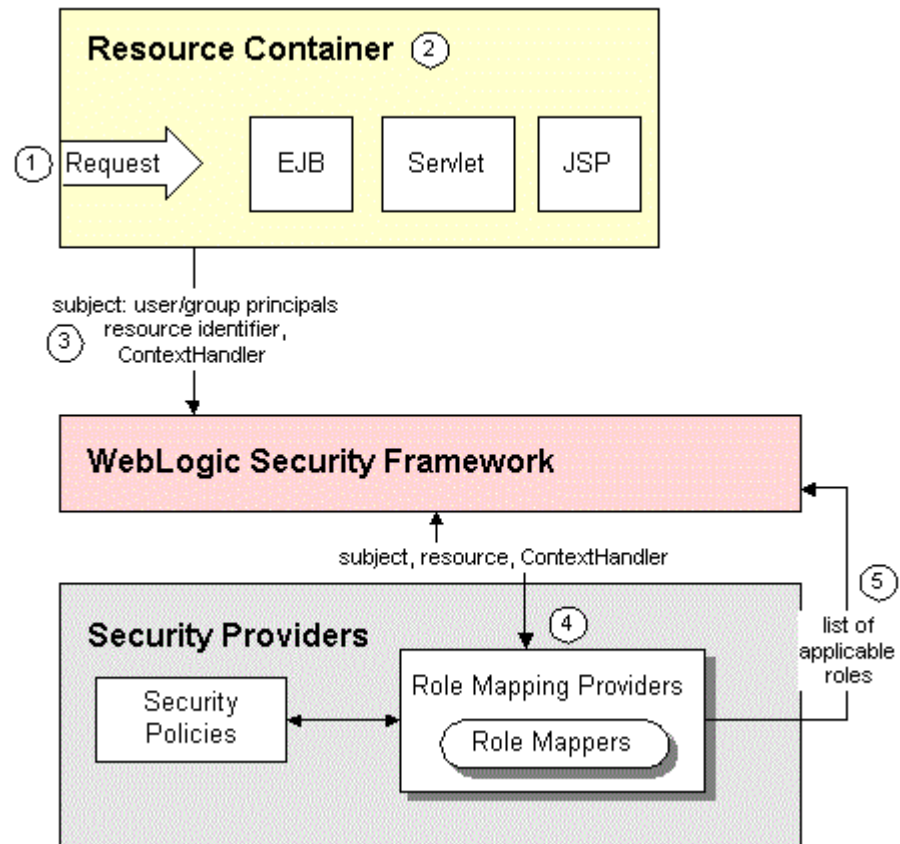 Resource Container 2
1 Request
EJB
Servlet
JSP
subject: user/group principals
resource identifier,
3
ContextHandler
WebLogic Security Framework
subject, resource, ContextHandler
5
4
Security Providers
list of
applicable
roles
Role Mapping Providers
Security
Policies
Role Mappers